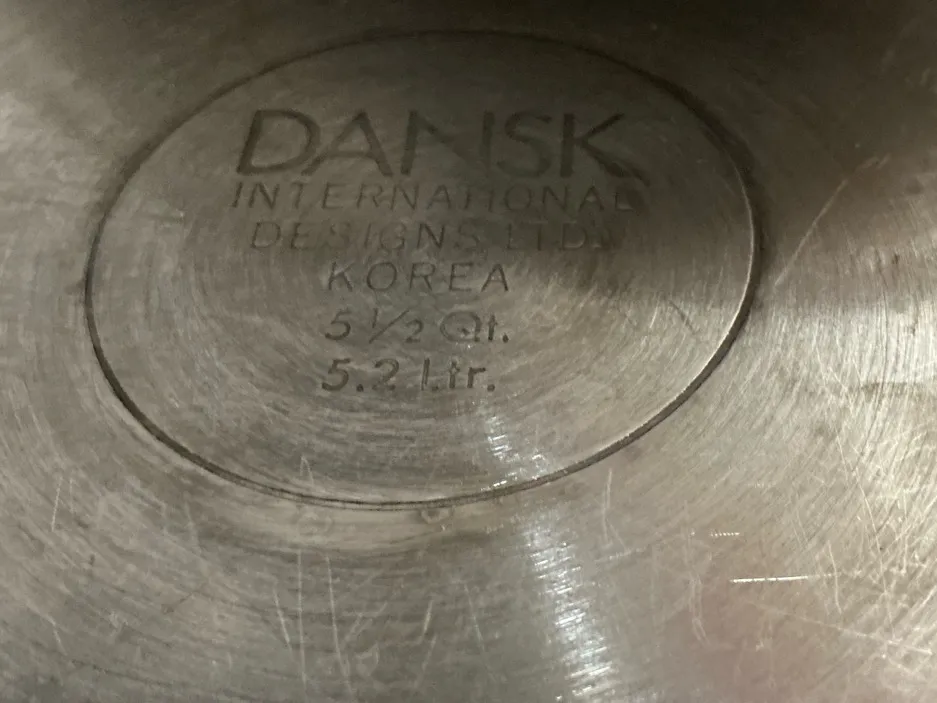 DANSK
INTERNATIONAL
DESIGNS LTD.
KOREA
5 1/2 Qt.
5.2 Ltr.